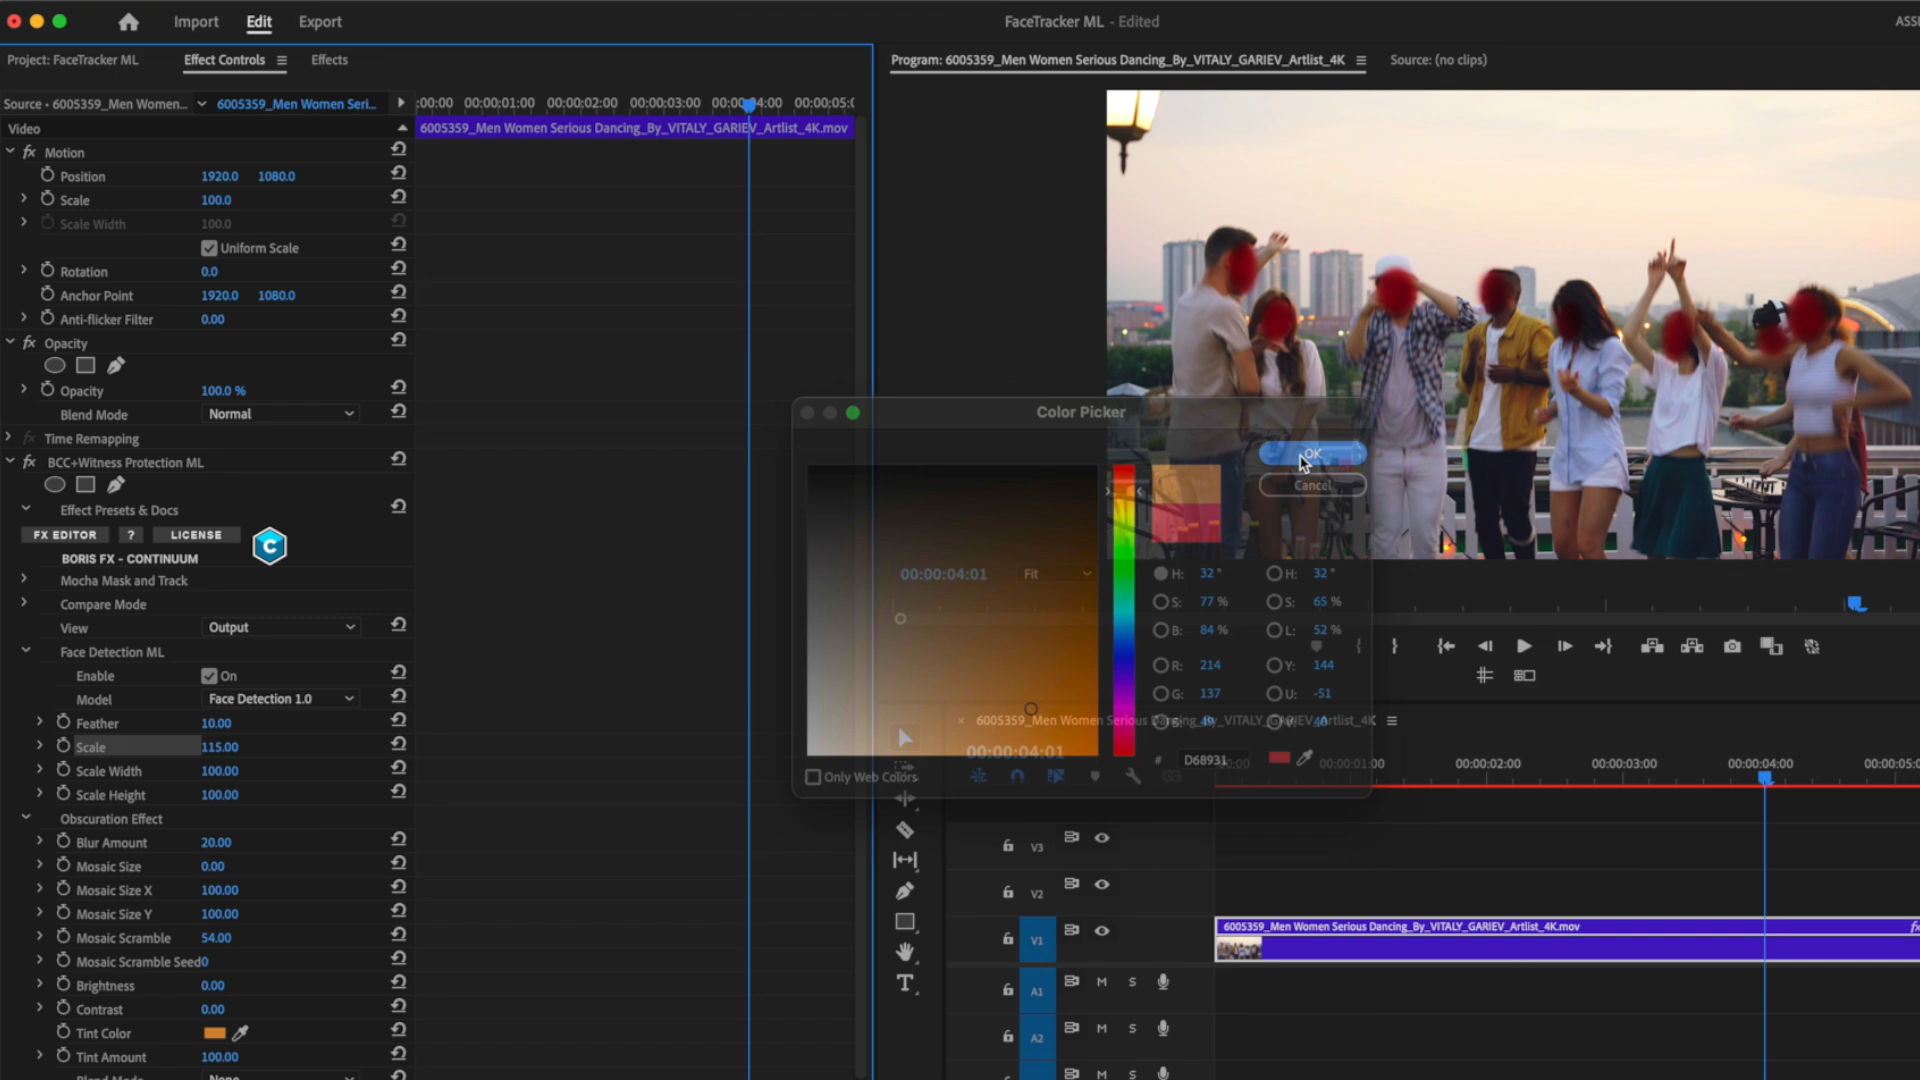 Import Edit Export FaceTracker ML - Edited ASSE
Project: FaceTracker ML Effect Controls Effects
Program: 6005359_Men Women Serious Dancing_By_VITALY_GARIEV_Artlist_4K Source: (no clips)
Source • 6005359_Men Women... 6005359_Men Women Seri... :00:00 00:00:01:00 00:00:02:00 00:00:03:00 00:00:04:00 00:00:05:0
Video 6005359_Men Women Serious Dancing_By_VITALY_GARIEV_Artlist_4K.mov
fx Motion
Position 1920.0 1080.0
Scale 100.0
Scale Width 100.0
Uniform Scale
Rotation 0.0
Anchor Point 1920.0 1080.0
Anti-flicker Filter 0.00
fx Opacity
Opacity 100.0 %
Blend Mode Normal
fx Time Remapping
fx BCC+Witness Protection ML
Effect Presets & Docs
FX EDITOR ? LICENSE C
BORIS FX - CONTINUUM
Mocha Mask and Track
Compare Mode
View Output
Face Detection ML
Enable On
Model Face Detection 1.0
Feather 10.00
Scale 115.00
Scale Width 100.00
Scale Height 100.00
Obscuration Effect
Blur Amount 20.00
Mosaic Size 0.00
Mosaic Size X 100.00
Mosaic Size Y 100.00
Mosaic Scramble 54.00
Mosaic Scramble Seed 0
Brightness 0.00
Contrast 0.00
Tint Color
Tint Amount 100.00
Blend Mode None
Color Picker
OK
Cancel
00:00:04:01 Fit
H: 32 ° H: 32 °
S: 77 % S: 65 %
B: 84 % L: 52 %
R: 214 Y: 144
G: 137 U: -51
B: 49 V: 40
# D68931
Only Web Colors
6005359_Men Women Serious Dancing_By_VITALY_GARIEV_Artlist_4K
00:00:04:01
:00:00 00:00:01:00 00:00:02:00 00:00:03:00 00:00:04:00 00:00:05:0
V3
V2
V1
6005359_Men Women Serious Dancing_By_VITALY_GARIEV_Artlist_4K.mov fx
A1 M S
A2 M S
M S
T